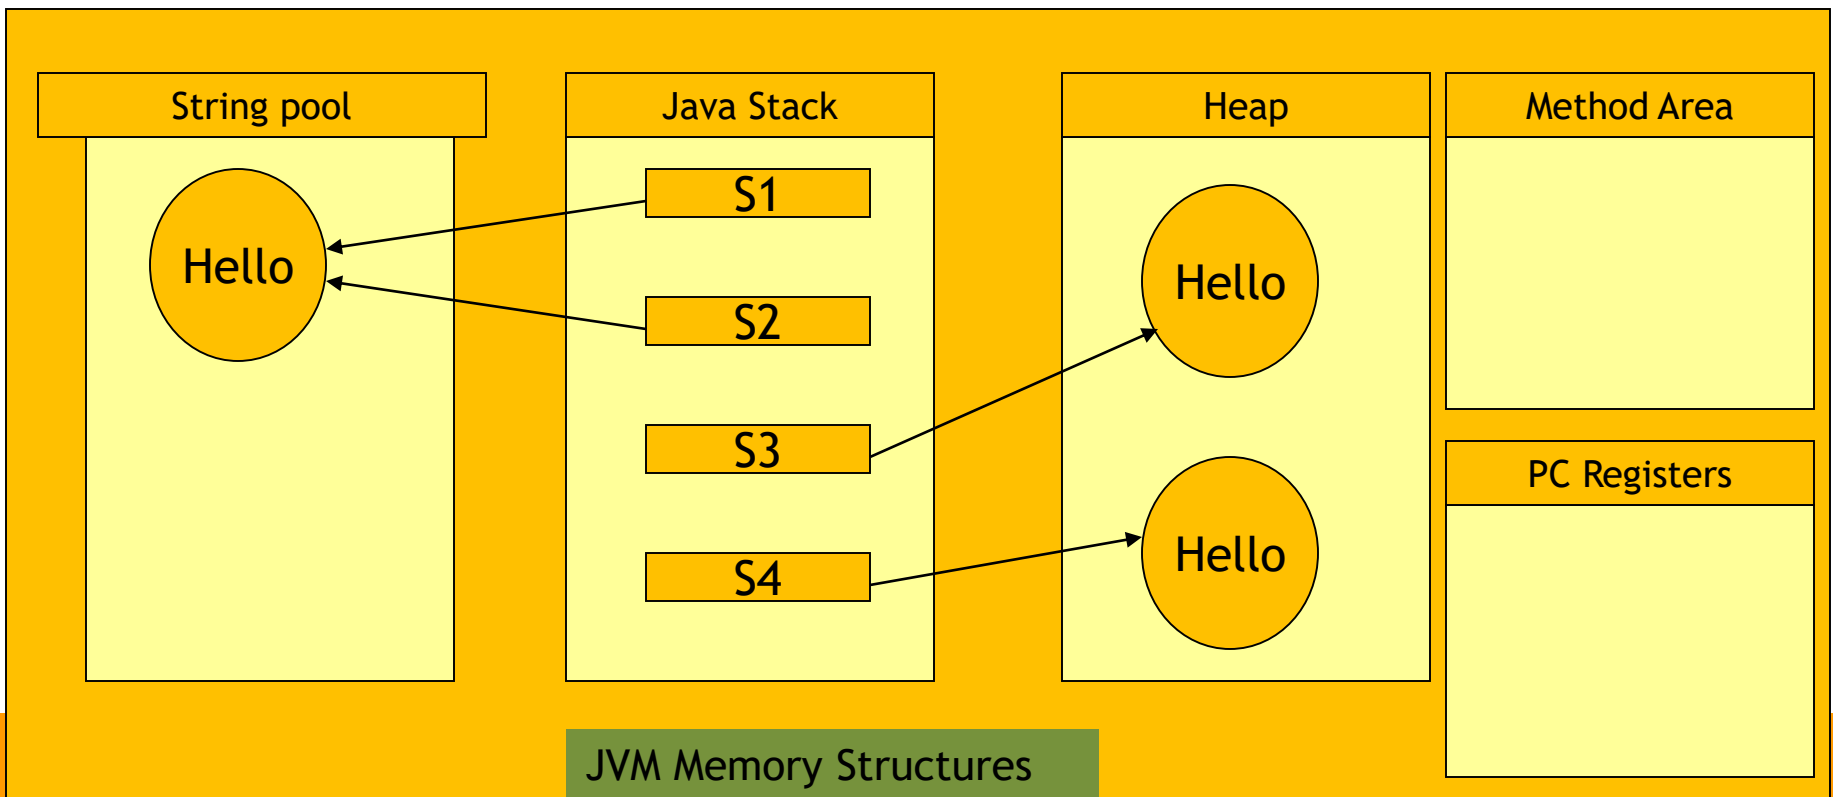 String pool
Java Stack
Heap
Method Area
Hello
S1
S2
S3
S4
Hello
Hello
PC Registers
JVM Memory Structures